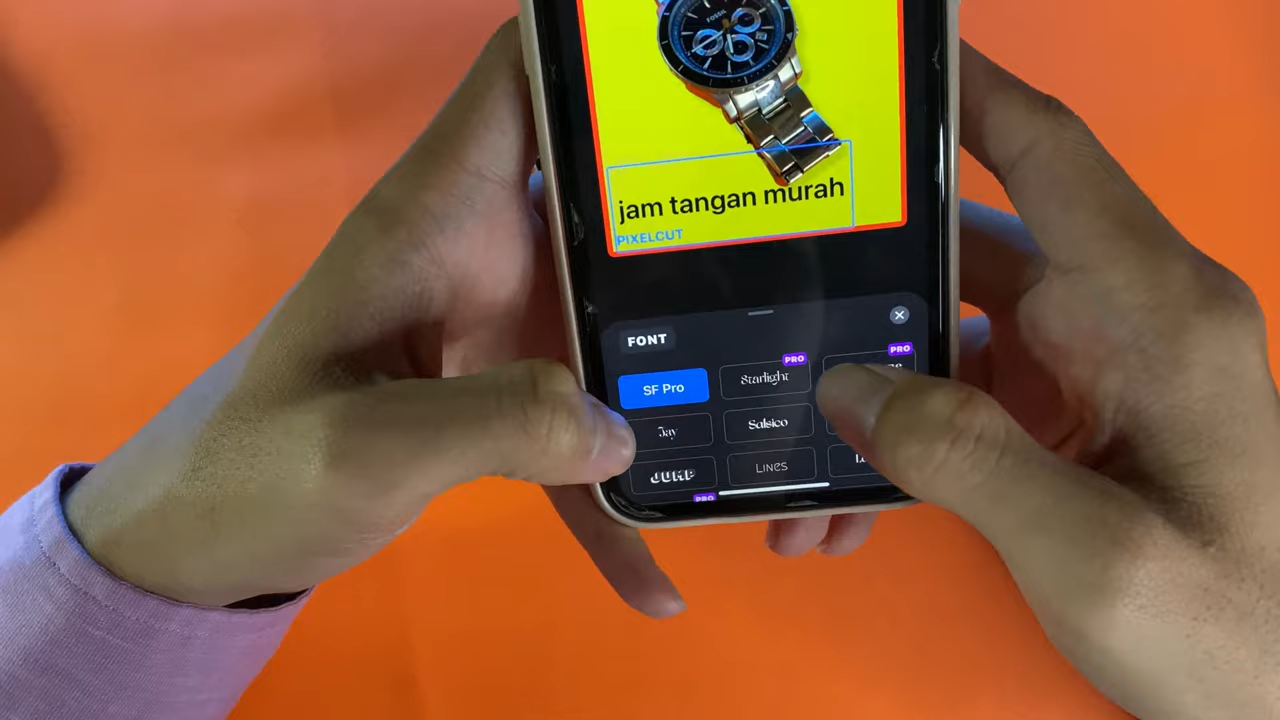 FOSSIL
jam tangan murah
PIXELCUT
FONT
PRO
PRO
SF Pro
Starlight
Jay
Salsico
JUMP
LINES
PRO